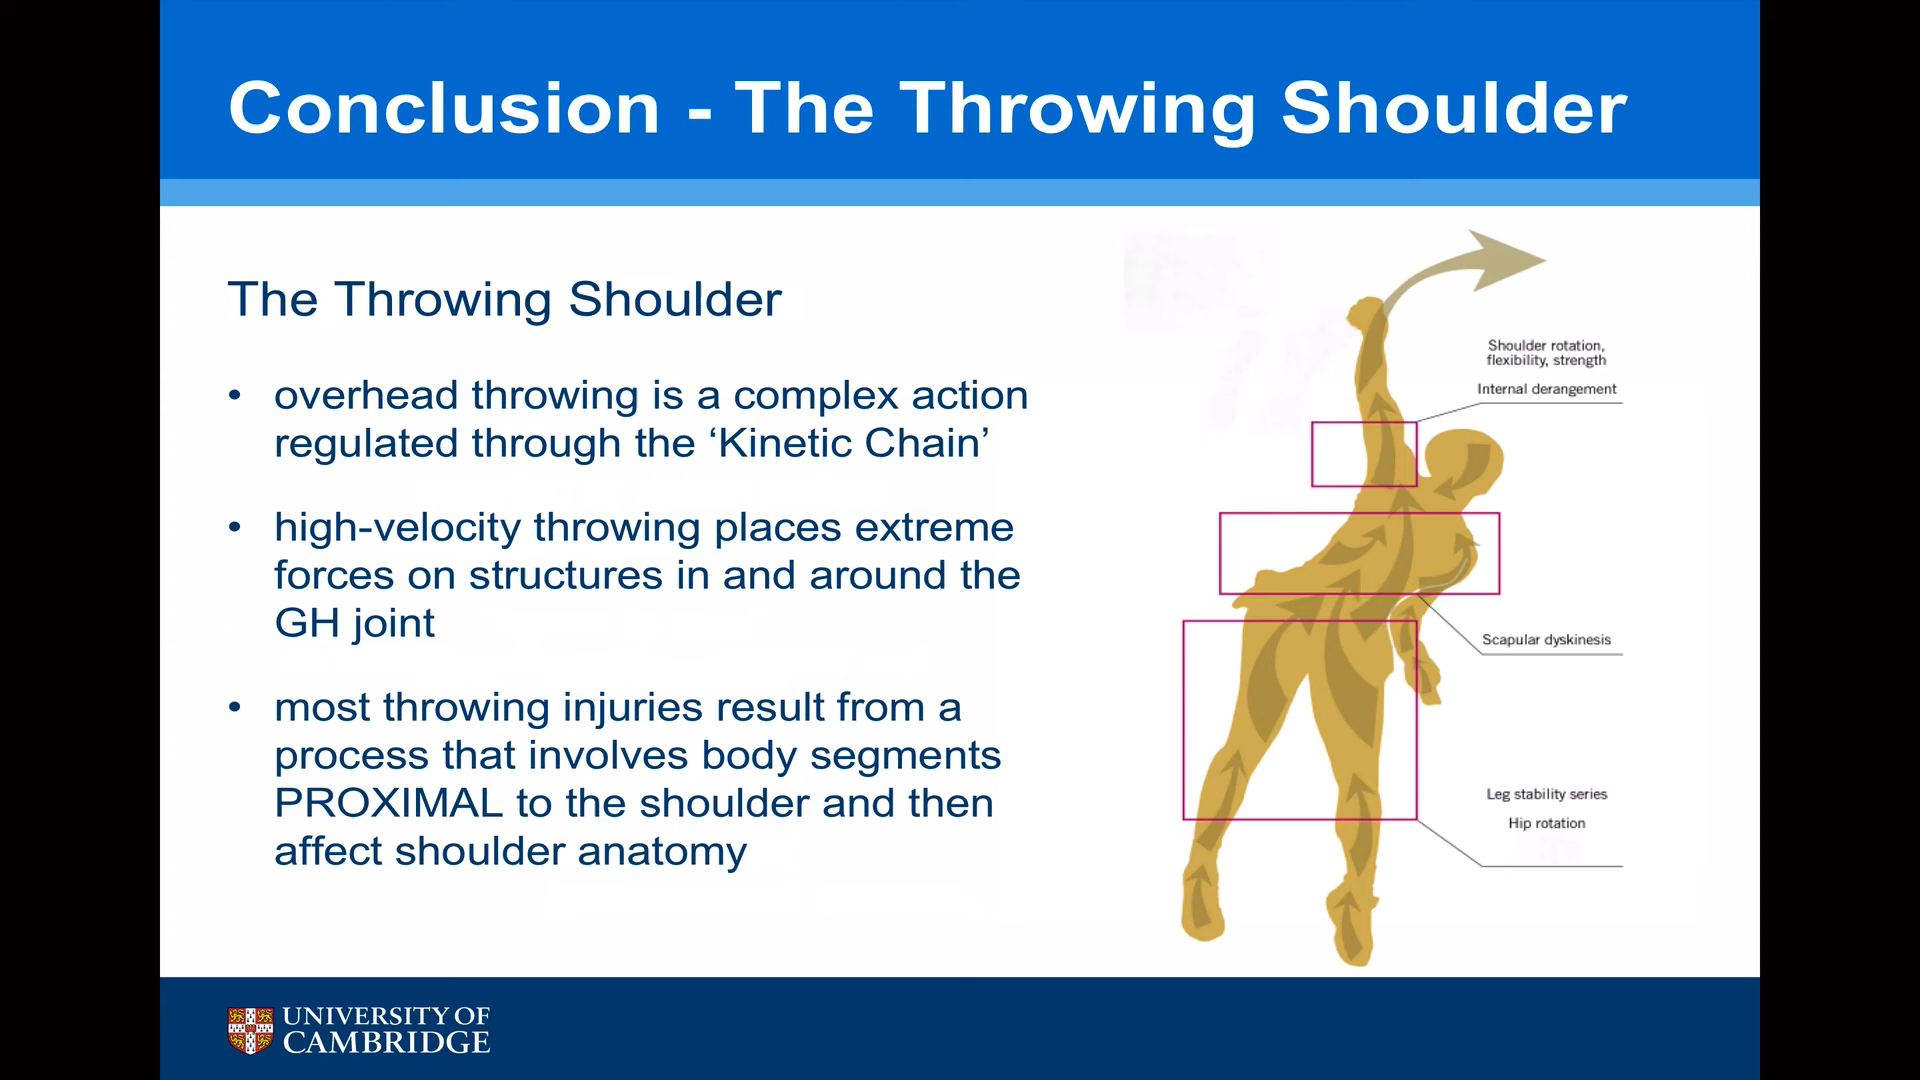 Conclusion - The Throwing Shoulder
The Throwing Shoulder
• overhead throwing is a complex action
regulated through the ‘Kinetic Chain’
• high-velocity throwing places extreme
forces on structures in and around the
GH joint
• most throwing injuries result from a
process that involves body segments
PROXIMAL to the shoulder and then
affect shoulder anatomy
Shoulder rotation,
flexibility, strength
Internal derangement
Scapular dyskinesis
Leg stability series
Hip rotation
UNIVERSITY OF
CAMBRIDGE